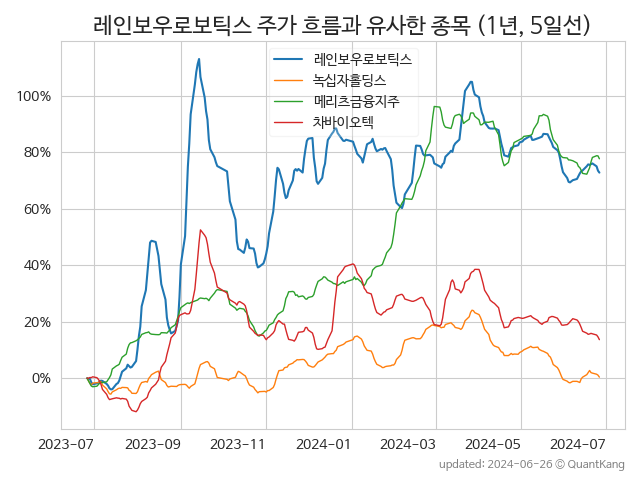 레인보우로보틱스 주가 흐름과 유사한 종목 (1년, 5일선)
레인보우로보틱스
녹십자홀딩스
메리츠금융지주
차바이오텍
100%
80%
60%
40%
20%
0%
2023-07 2023-09 2023-11 2024-01 2024-03 2024-05 2024-07
updated: 2024-06-26 © QuantKang